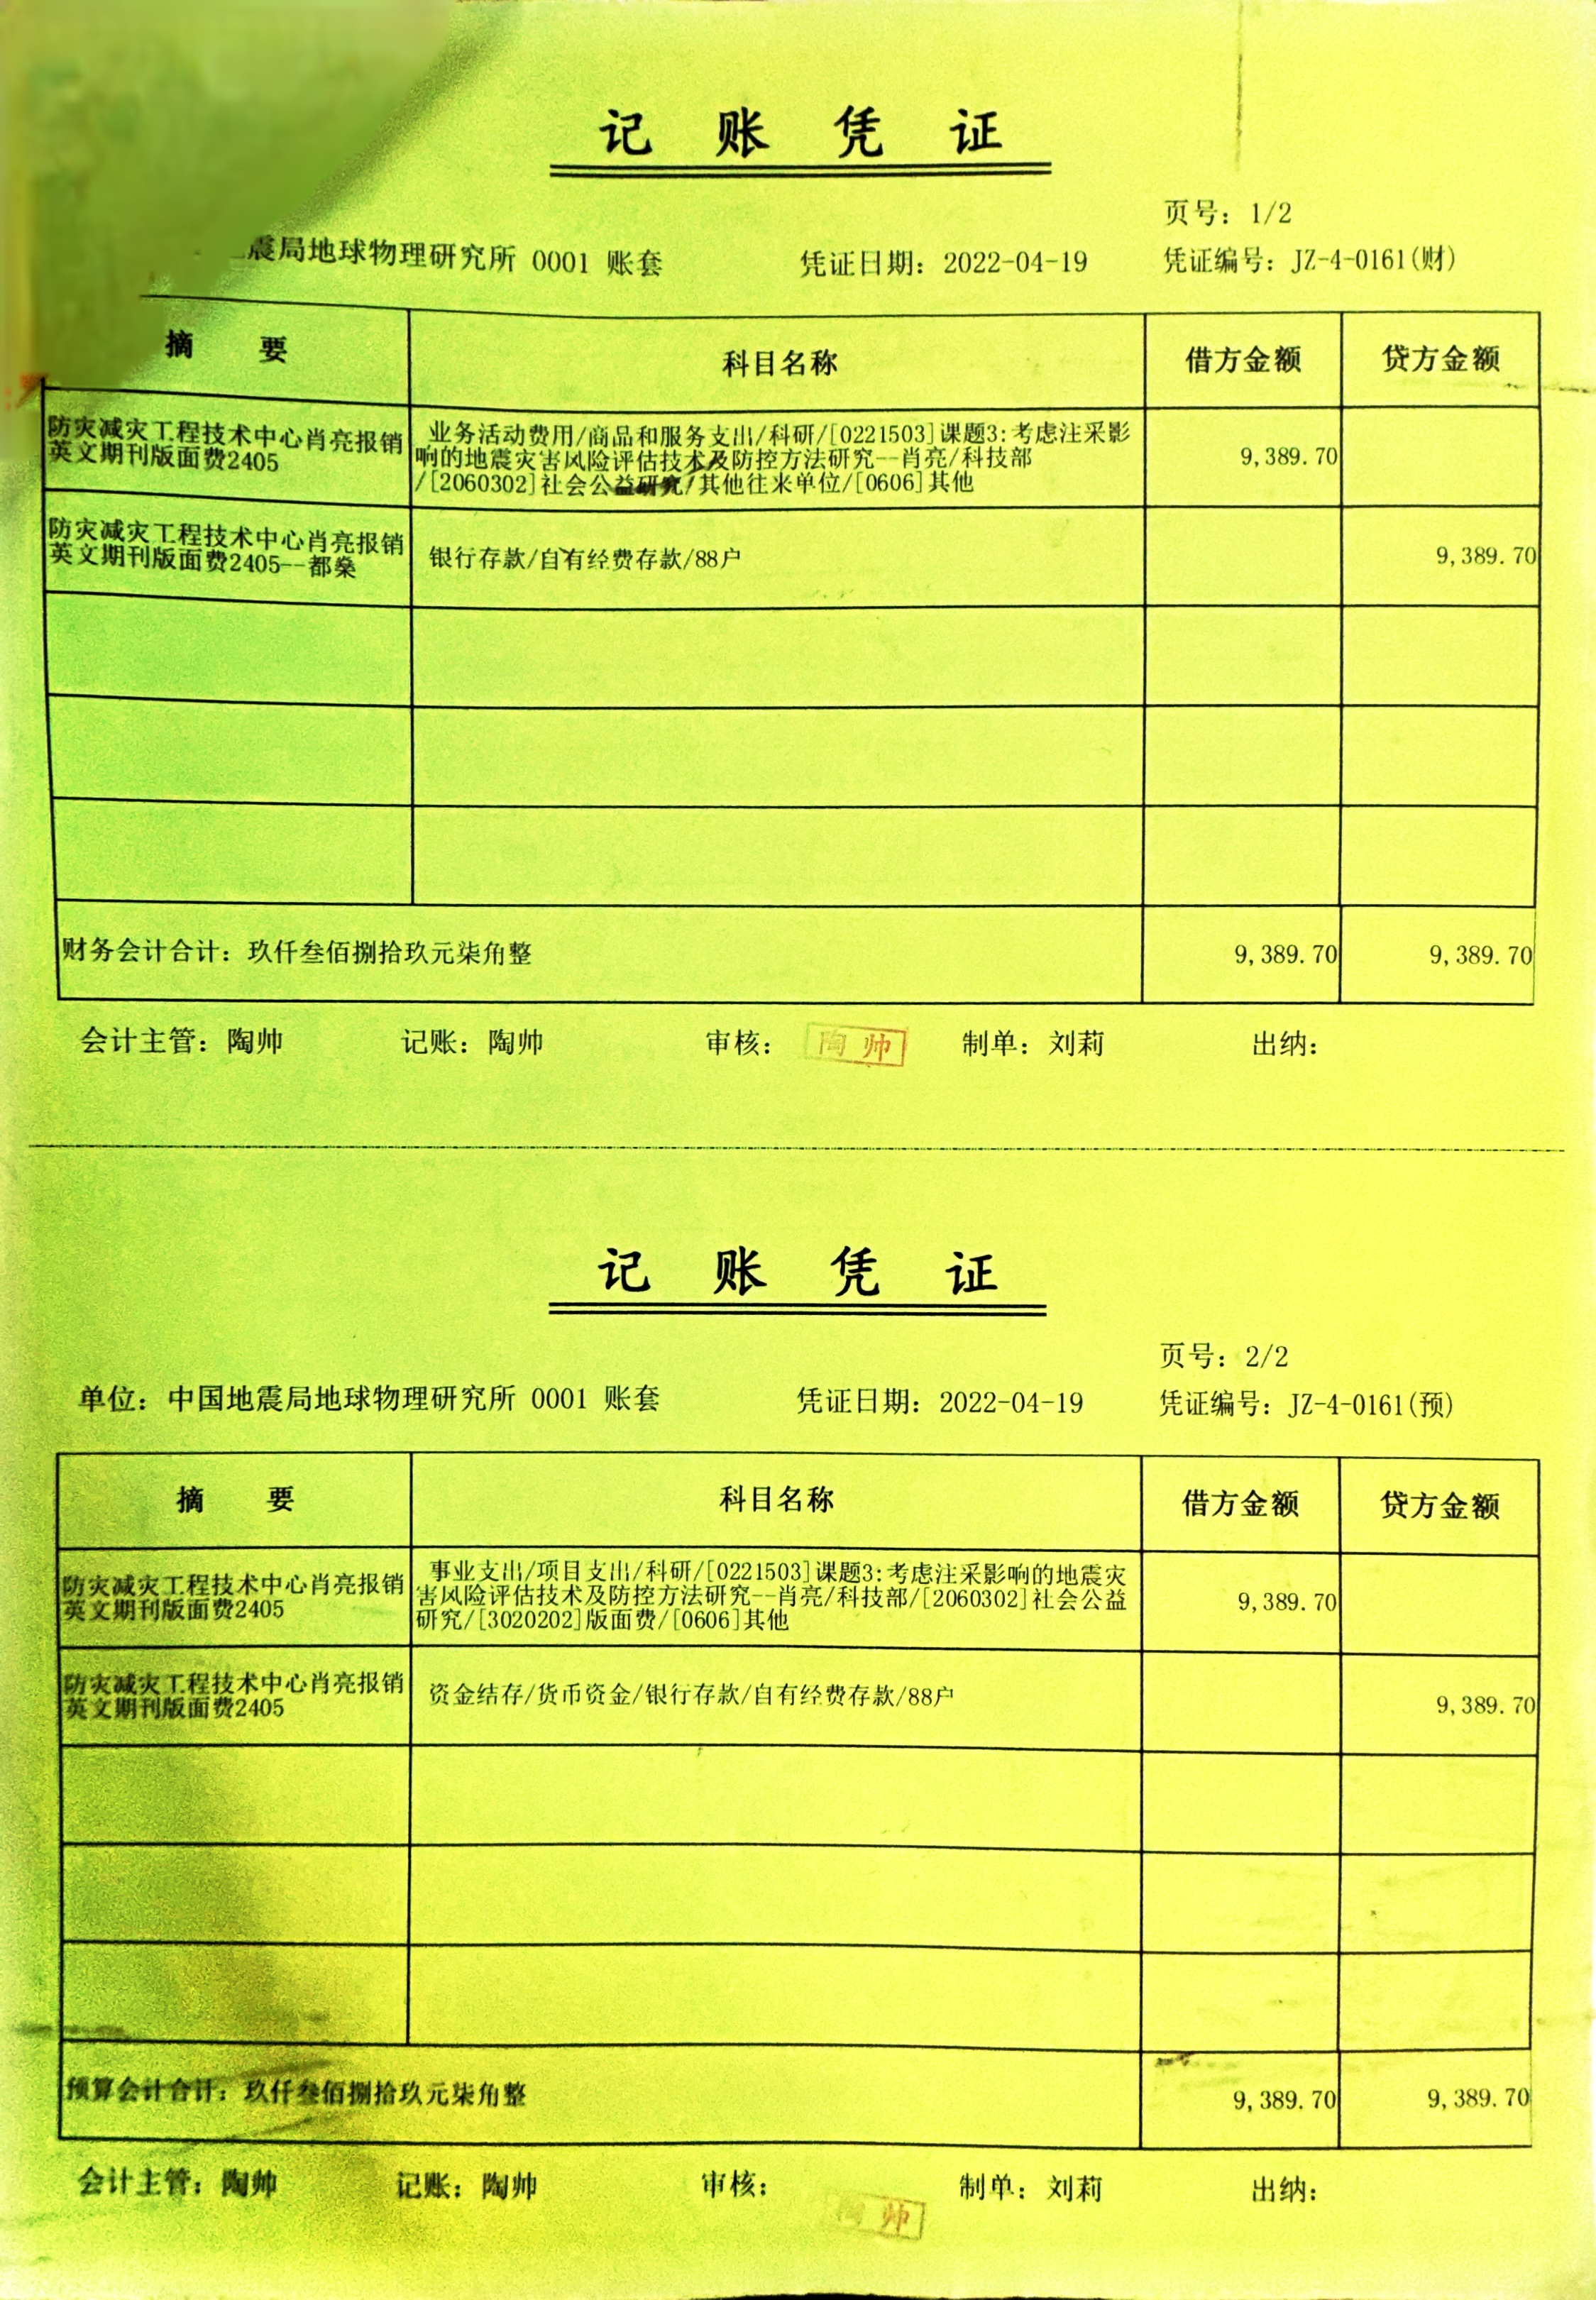 记 账 凭 证
页号：1/2
震局地球物理研究所 0001 账套 凭证日期：2022-04-19 凭证编号：JZ-4-0161(财)
摘 要 科目名称 借方金额 贷方金额
防灾减灾工程技术中心肖亮报销
英文期刊版面费2405
业务活动费用/商品和服务支出/科研/[0221503]课题3:考虑注采影
响的地震灾害风险评估技术及防控方法研究--肖亮/科技部
/[2060302]社会公益研究/其他往来单位/[0606]其他
9,389.70
防灾减灾工程技术中心肖亮报销
英文期刊版面费2405--都燊
银行存款/自有经费存款/88户
9,389.70
财务会计合计：玖仟叁佰捌拾玖元柒角整 9,389.70 9,389.70
会计主管：陶帅 记账：陶帅 审核：陶帅 制单：刘莉 出纳：
记 账 凭 证
页号：2/2
单位：中国地震局地球物理研究所 0001 账套 凭证日期：2022-04-19 凭证编号：JZ-4-0161(预)
摘 要 科目名称 借方金额 贷方金额
防灾减灾工程技术中心肖亮报销
英文期刊版面费2405
事业支出/项目支出/科研/[0221503]课题3:考虑注采影响的地震灾
害风险评估技术及防控方法研究--肖亮/科技部/[2060302]社会公益
研究/[3020202]版面费/[0606]其他
9,389.70
防灾减灾工程技术中心肖亮报销
英文期刊版面费2405
资金结存/货币资金/银行存款/自有经费存款/88户
9,389.70
预算会计合计：玖仟叁佰捌拾玖元柒角整 9,389.70 9,389.70
会计主管：陶帅 记账：陶帅 审核： 制单：刘莉 出纳：
陶帅